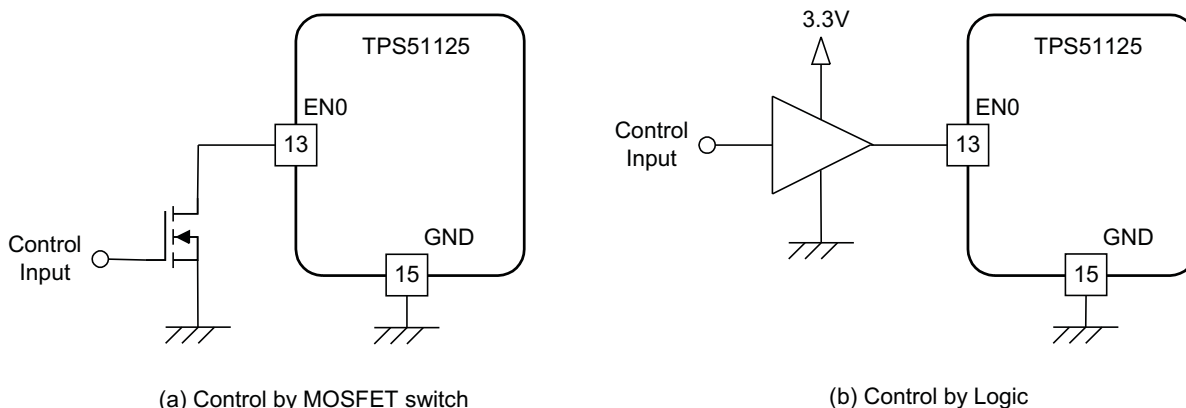 TPS51125
EN0
13
Control
Input
GND
15
(a) Control by MOSFET switch
3.3V
TPS51125
EN0
Control
Input
13
GND
15
(b) Control by Logic